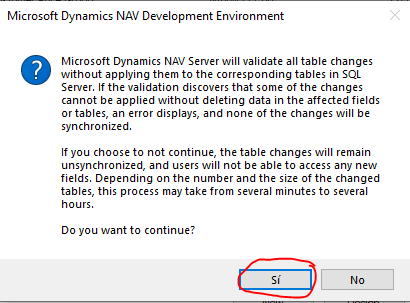 Microsoft Dynamics NAV Development Environment
Microsoft Dynamics NAV Server will validate all table changes
without applying them to the corresponding tables in SQL
Server. If the validation discovers that some of the changes
cannot be applied without deleting data in the affected fields
or tables, an error displays, and none of the changes will be
synchronized.
If you choose to not continue, the table changes will remain
unsynchronized, and users will not be able to access any new
fields. Depending on the number and the size of the changed
tables, this process may take from several minutes to several
hours.
Do you want to continue?
Sí No